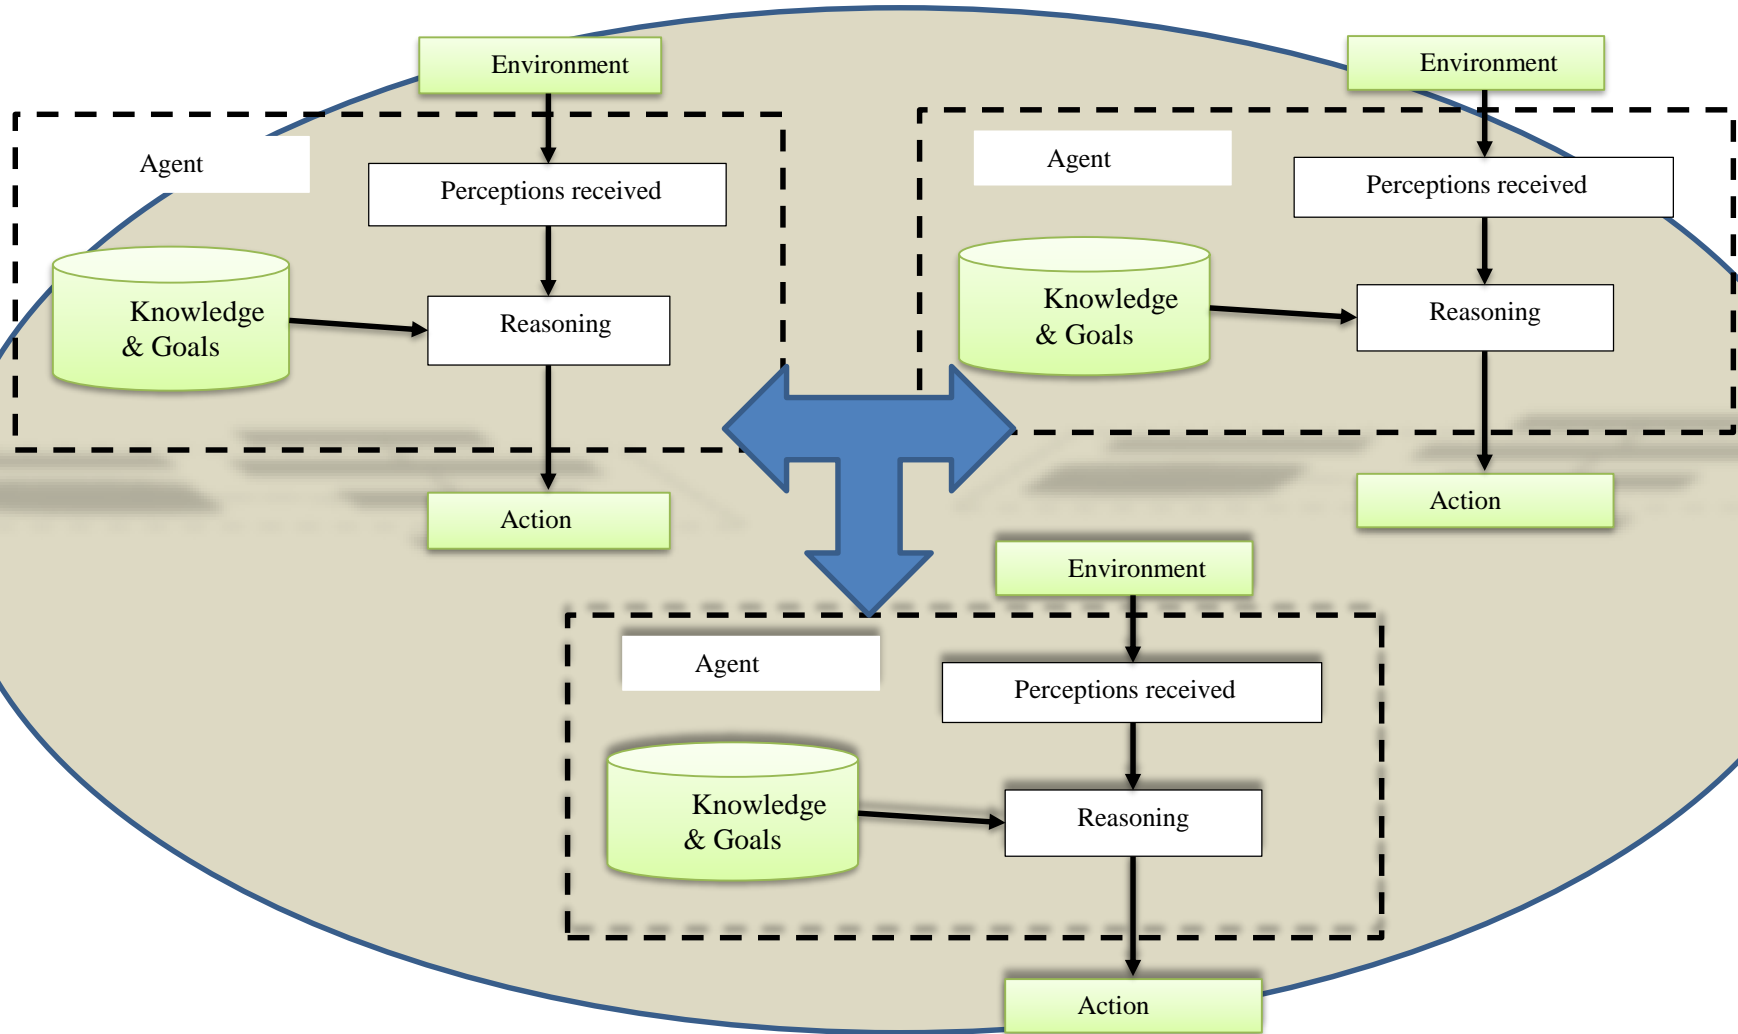 Environment
Agent
Perceptions received
Knowledge
& Goals
Reasoning
Action
Environment
Agent
Perceptions received
Knowledge
& Goals
Reasoning
Action
Environment
Agent
Perceptions received
Knowledge
& Goals
Reasoning
Action